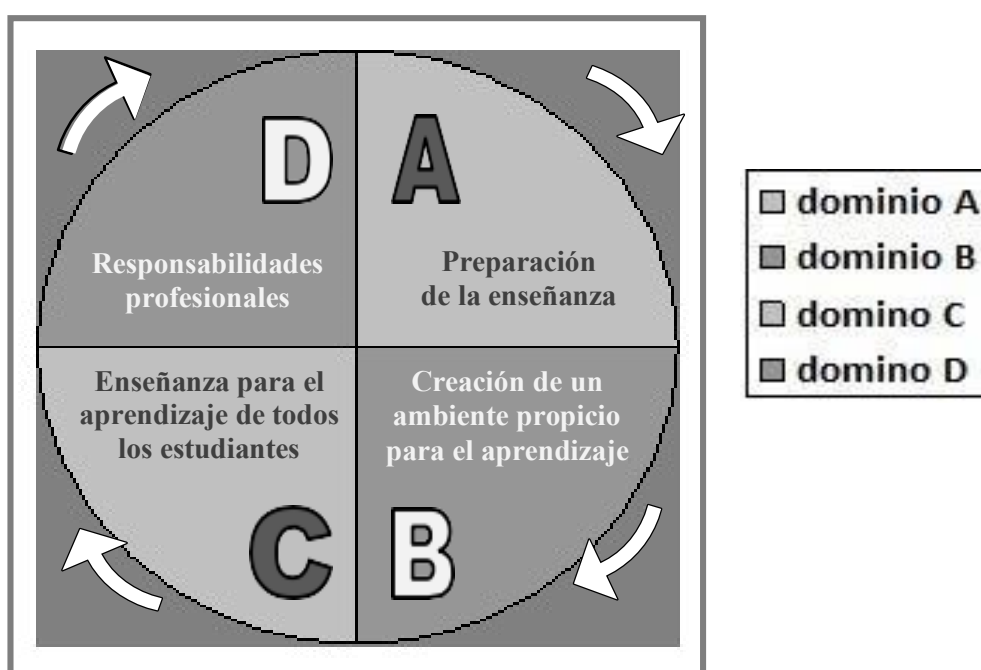 D
Responsabilidades
profesionales
A
Preparación
de la enseñanza
Enseñanza para el
aprendizaje de todos
los estudiantes
C
Creación de un
ambiente propicio
para el aprendizaje
B
dominio A
dominio B
domino C
domino D